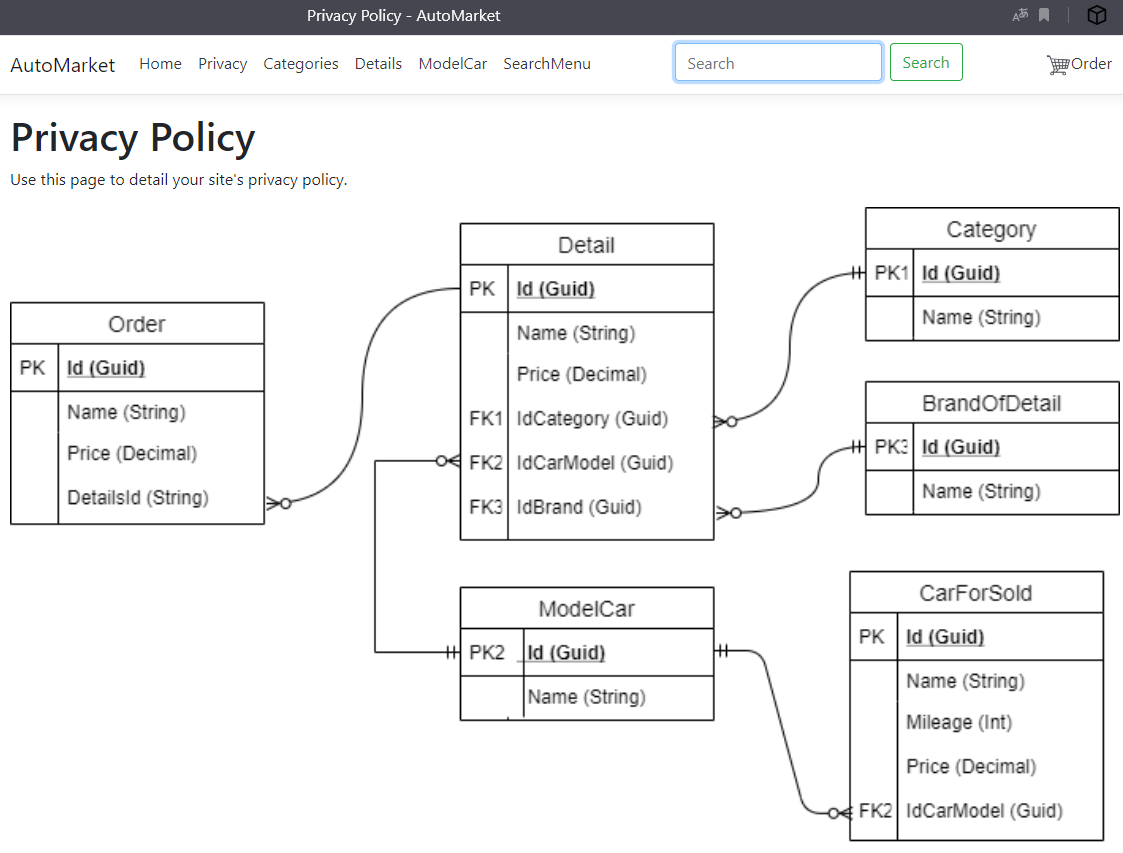 Privacy Policy - AutoMarket
AutoMarket Home Privacy Categories Details ModelCar SearchMenu Search Search Order
Privacy Policy
Use this page to detail your site's privacy policy.
Order
PK Id (Guid)
Name (String)
Price (Decimal)
DetailsId (String)
Detail
PK Id (Guid)
Name (String)
Price (Decimal)
FK1 IdCategory (Guid)
FK2 IdCarModel (Guid)
FK3 IdBrand (Guid)
Category
PK1 Id (Guid)
Name (String)
BrandOfDetail
PK3 Id (Guid)
Name (String)
ModelCar
PK2 Id (Guid)
Name (String)
CarForSold
PK Id (Guid)
Name (String)
Mileage (Int)
Price (Decimal)
FK2 IdCarModel (Guid)